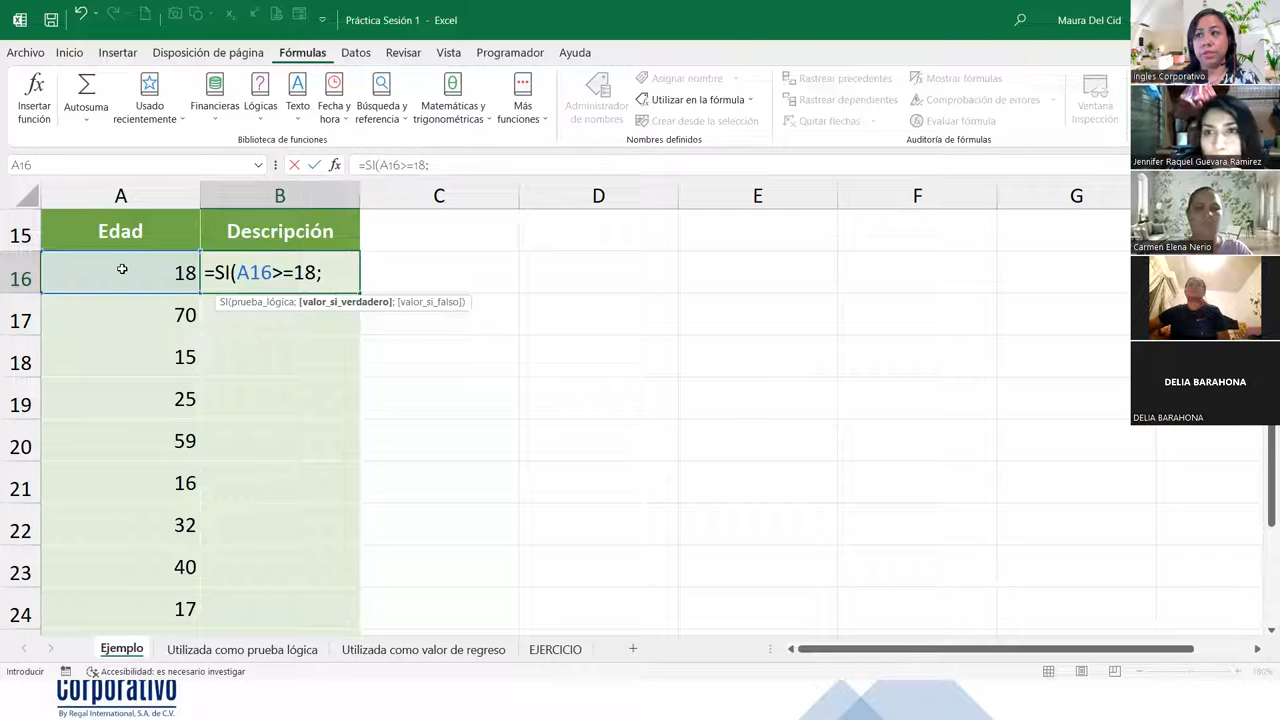 Práctica Sesión 1 - Excel
Maura Del Cid
Archivo Inicio Insertar Disposición de página Fórmulas Datos Revisar Vista Programador Ayuda
fx Insertar función
Autosuma
Usado recientemente
Financieras
Lógicas
Texto
Fecha y hora
Búsqueda y referencia
Matemáticas y trigonométricas
Más funciones
Biblioteca de funciones
Administrador de nombres
Asignar nombre
Utilizar en la fórmula
Crear desde la selección
Nombres definidos
Rastrear precedentes
Rastrear dependientes
Quitar flechas
Mostrar fórmulas
Comprobación de errores
Evaluar fórmula
Auditoría de fórmulas
Ventana Inspección
A16 fx =SI(A16>=18;
A B C D E F G
15 Edad Descripción
16 18 =SI(A16>=18;
SI(prueba_lógica; [valor_si_verdadero]; [valor_si_falso])
17 70
18 15
19 25
20 59
21 16
22 32
23 40
24 17
Ejemplo Utilizada como prueba lógica Utilizada como valor de regreso EJERCICIO
Introducir Accesibilidad: es necesario investigar 180%
Corporativo
By Regal International, S.A. de C.V.
Ingles Corporativo
Jennifer Raquel Guevara Ramirez
Carmen Elena Nerio
DELIA BARAHONA
DELIA BARAHONA